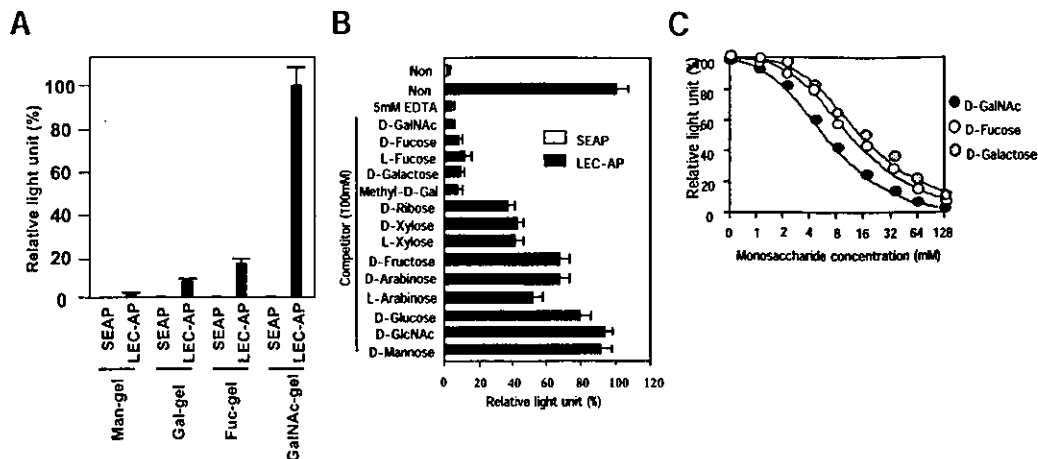 A
Relative light unit (%)
100
80
60
40
20
0
SEAP
LEC-AP
SEAP
LEC-AP
SEAP
LEC-AP
SEAP
LEC-AP
Man-gel
Gal-gel
Fuc-gel
GalNAc-gel
B
Competitor (100mM)
Non
Non
5mM EDTA
D-GalNAc
D-Fucose
L-Fucose
D-Galactose
Methyl-D-Gal
D-Ribose
D-Xylose
L-Xylose
D-Fructose
D-Arabinose
L-Arabinose
D-Glucose
D-GlcNAc
D-Mannose
SEAP
LEC-AP
0 20 40 60 80 100 120
Relative light unit (%)
C
Relative light unit (%)
100
80
60
40
20
0
0 1 2 4 8 16 32 64 128
Monosaccharide concentration (mM)
D-GalNAc
D-Fucose
D-Galactose